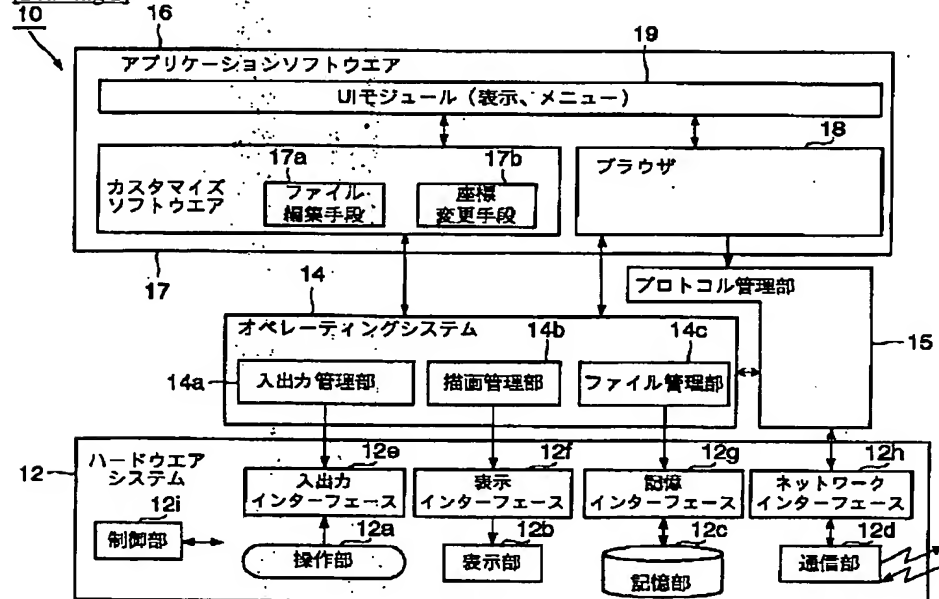 10
16
19
アプリケーションソフトウエア
UIモジュール（表示、メニュー）
18
17a
17b
ブラウザ
カスタマイズ
ソフトウエア
ファイル
編集手段
座標
変更手段
17
14
プロトコル管理部
オペレーティングシステム
14b
14c
15
14a
入出力管理部
描画管理部
ファイル管理部
12
ハードウエア
システム
12e
12f
12g
12h
入出力
インターフェース
表示
インターフェース
記憶
インターフェース
ネットワーク
インターフェース
12i
12a
12b
12c
12d
制御部
操作部
表示部
記憶部
通信部